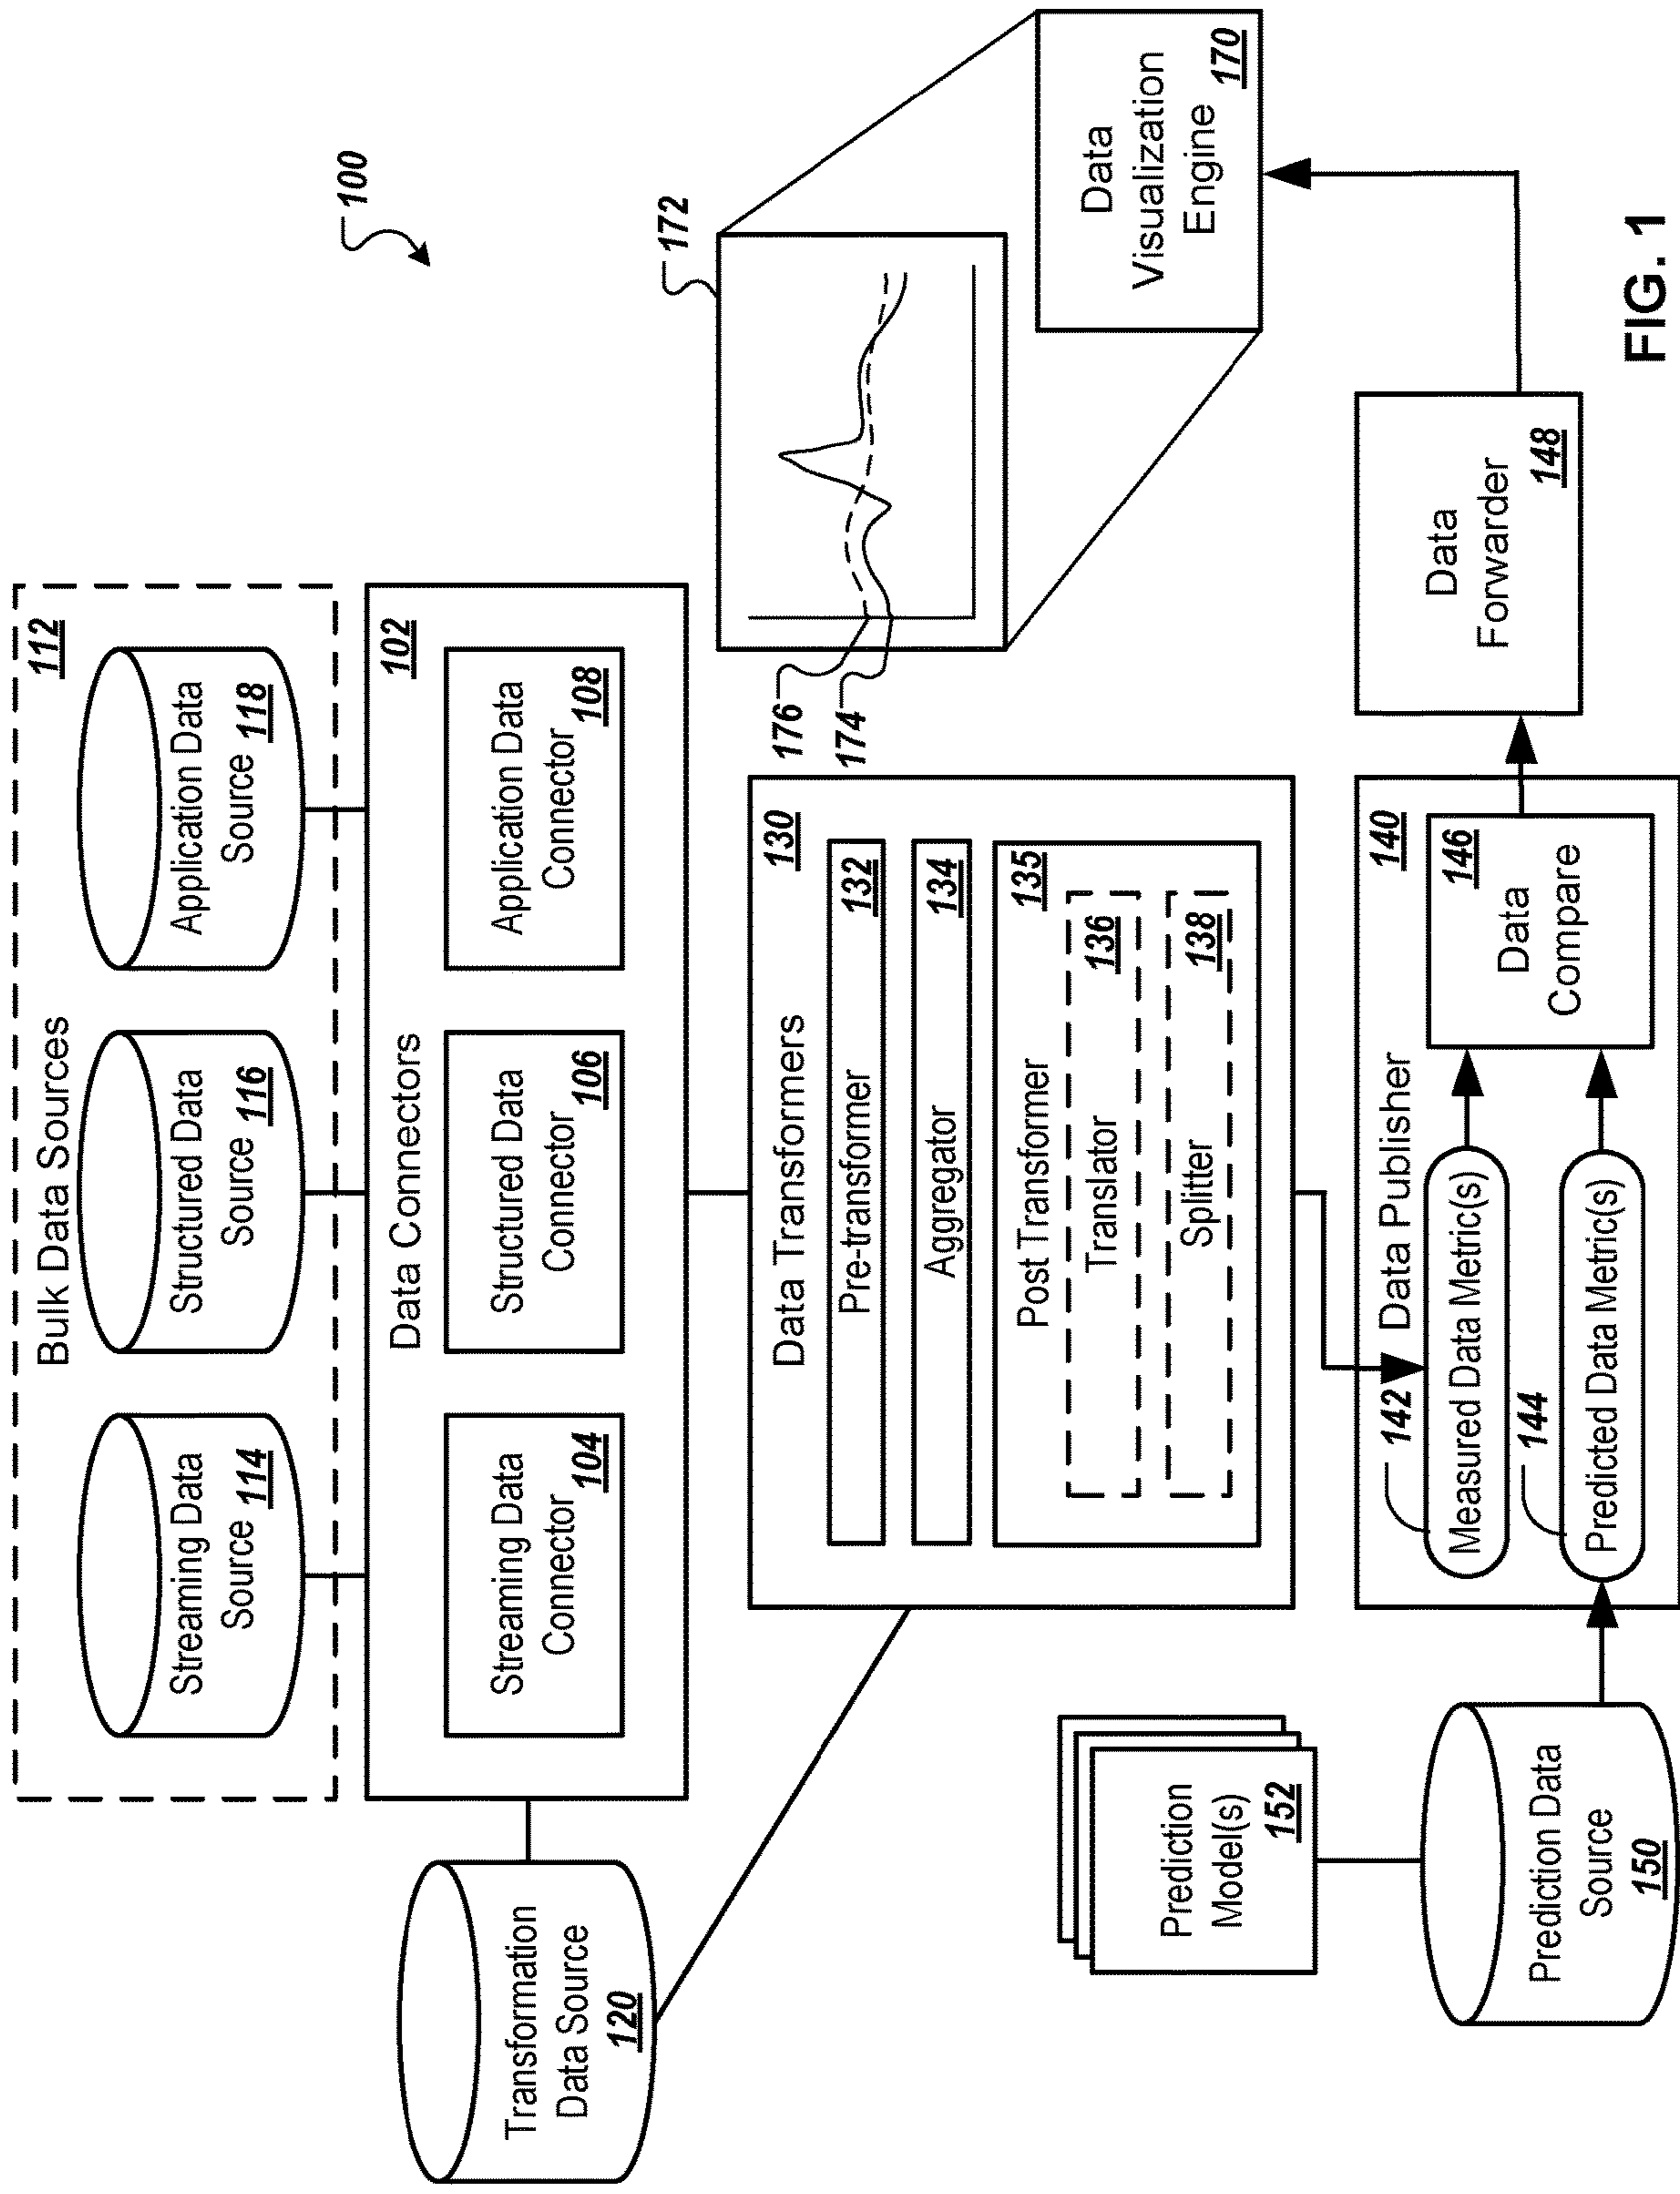 100
Bulk Data Sources
112
Streaming Data
Source 114
Structured Data
Source 116
Application Data
Source 118
Data Connectors
102
Streaming Data
Connector
104
Structured Data
Connector
106
Application Data
Connector
108
Transformation
Data Source
120
Data Transformers
130
Pre-transformer
132
Aggregator
134
Post Transformer
135
Translator
136
Splitter
138
172
176
174
Data
Visualization
Engine
170
Prediction
Model(s)
152
Prediction Data
Source
150
Data Publisher
140
142
Measured Data Metric(s)
144
Predicted Data Metric(s)
Data
Compare
146
Data
Forwarder
148
FIG. 1